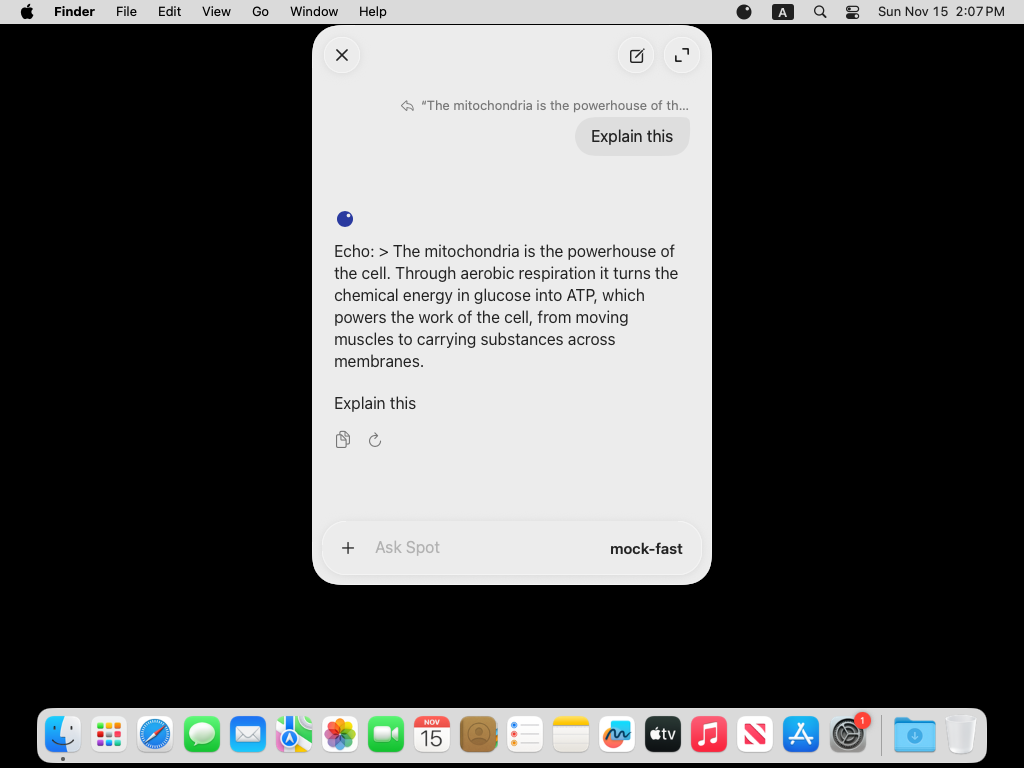 Finder File Edit View Go Window Help A Sun Nov 15 2:07 PM
“The mitochondria is the powerhouse of th...
Explain this
Echo: > The mitochondria is the powerhouse of
the cell. Through aerobic respiration it turns the
chemical energy in glucose into ATP, which
powers the work of the cell, from moving
muscles to carrying substances across
membranes.
Explain this
Ask Spot
mock-fast
NOV
15
tv
1